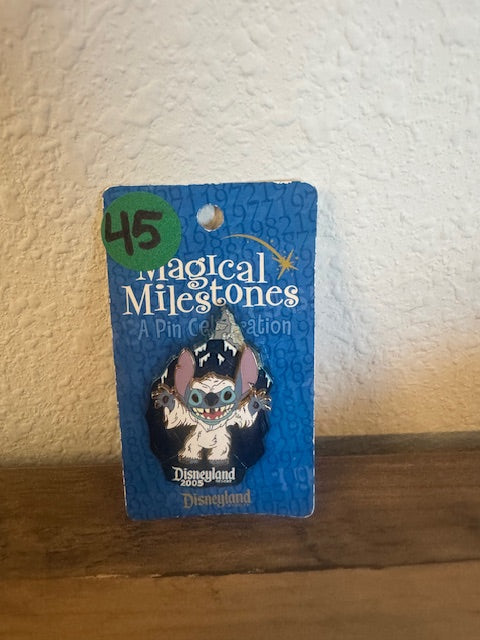 45
Magical
Milestones
A Pin Celebration
Disneyland
2005
Disneyland